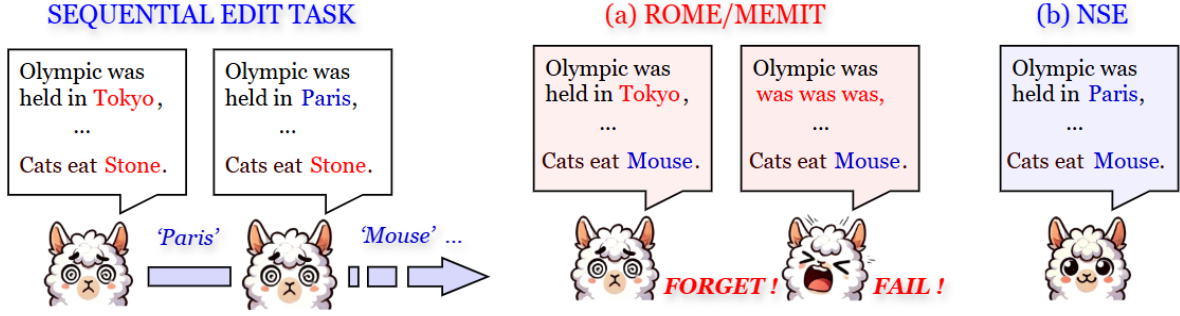 SEQUENTIAL EDIT TASK
Olympic was
held in Tokyo,
...
Cats eat Stone.
Olympic was
held in Paris,
...
Cats eat Stone.
'Paris'
'Mouse' ...
(a) ROME/MEMIT
Olympic was
held in Tokyo,
...
Cats eat Mouse.
FORGET !
Olympic was
was was was,
...
Cats eat Mouse.
FAIL !
(b) NSE
Olympic was
held in Paris,
...
Cats eat Mouse.